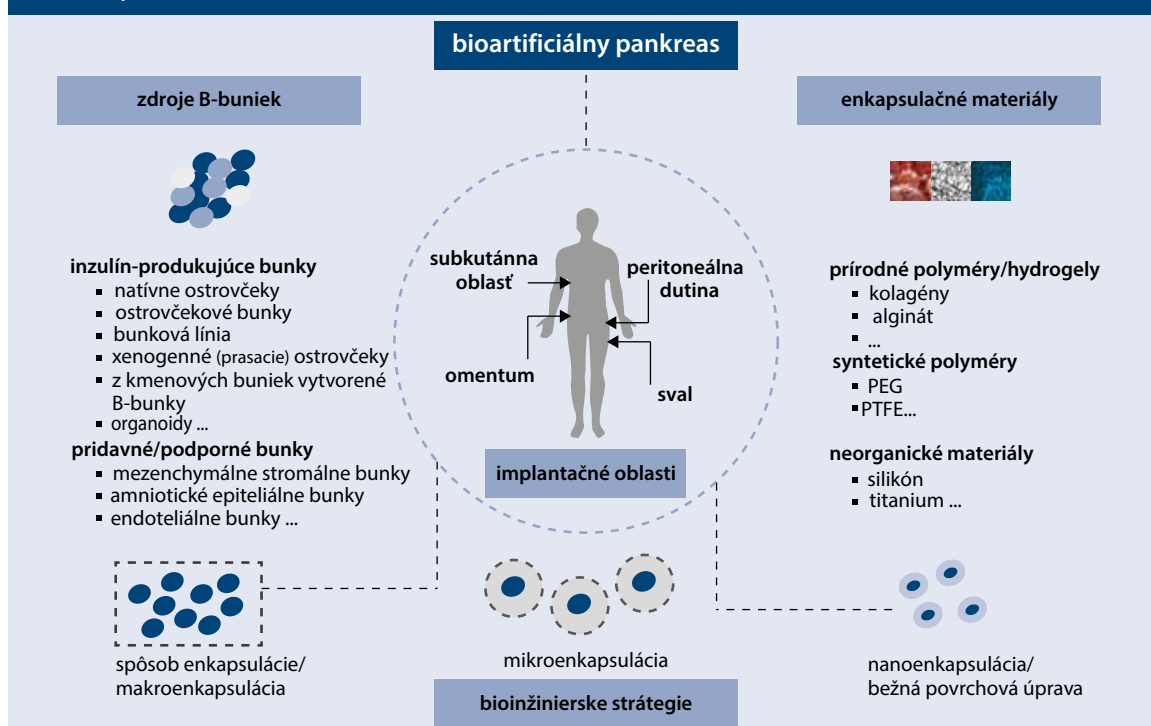 bioartificiálny pankreas
zdroje B-buniek
inzulín-produkujúce bunky
▪ natívne ostrovčeky
▪ ostrovčekové bunky
▪ bunková línia
▪ xenogenné (prasacie) ostrovčeky
▪ z kmenových buniek vytvorené
B-bunky
▪ organoidy ...
pridavné/podporné bunky
▪ mezenchymálne stromálne bunky
▪ amniotické epiteliálne bunky
▪ endoteliálne bunky ...
subkutánna
oblasť
peritoneálna
dutina
omentum
sval
implantačné oblasti
enkapsulačné materiály
prírodné polyméry/hydrogely
▪ kolagény
▪ alginát
▪ ...
syntetické polyméry
▪ PEG
▪ PTFE...
neorganické materiály
▪ silikón
▪ titanium ...
spôsob enkapsulácie/
makroenkapsulácia
mikroenkapsulácia
nanoenkapsulácia/
bežná povrchová úprava
bioinžinierske strátegie